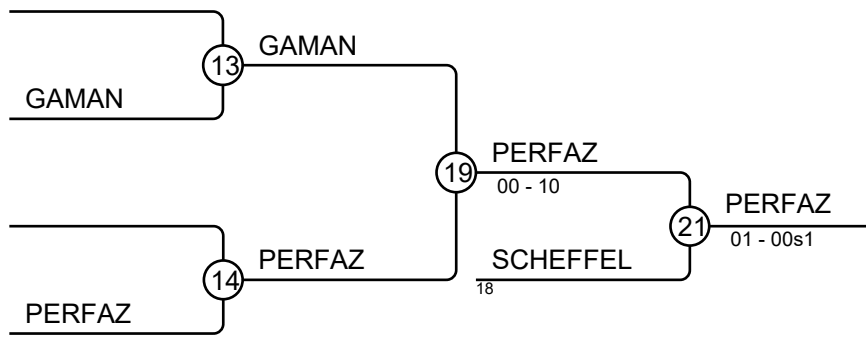 GAMAN
13
GAMAN
PERFAZ
19
00 - 10
PERFAZ
21
01 - 00s1
PERFAZ
14
SCHEFFEL
18
PERFAZ